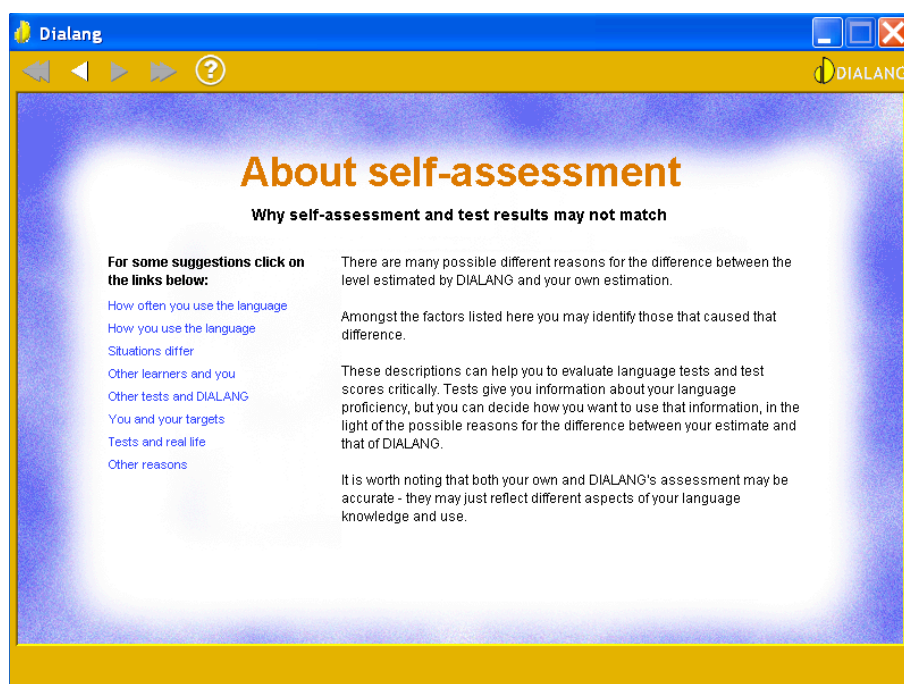 Dialang
?
DIALANG
About self-assessment
Why self-assessment and test results may not match
For some suggestions click on
the links below:
How often you use the language
How you use the language
Situations differ
Other learners and you
Other tests and DIALANG
You and your targets
Tests and real life
Other reasons
There are many possible different reasons for the difference between the
level estimated by DIALANG and your own estimation.
Amongst the factors listed here you may identify those that caused that
difference.
These descriptions can help you to evaluate language tests and test
scores critically. Tests give you information about your language
proficiency, but you can decide how you want to use that information, in the
light of the possible reasons for the difference between your estimate and
that of DIALANG.
It is worth noting that both your own and DIALANG's assessment may be
accurate - they may just reflect different aspects of your language
knowledge and use.